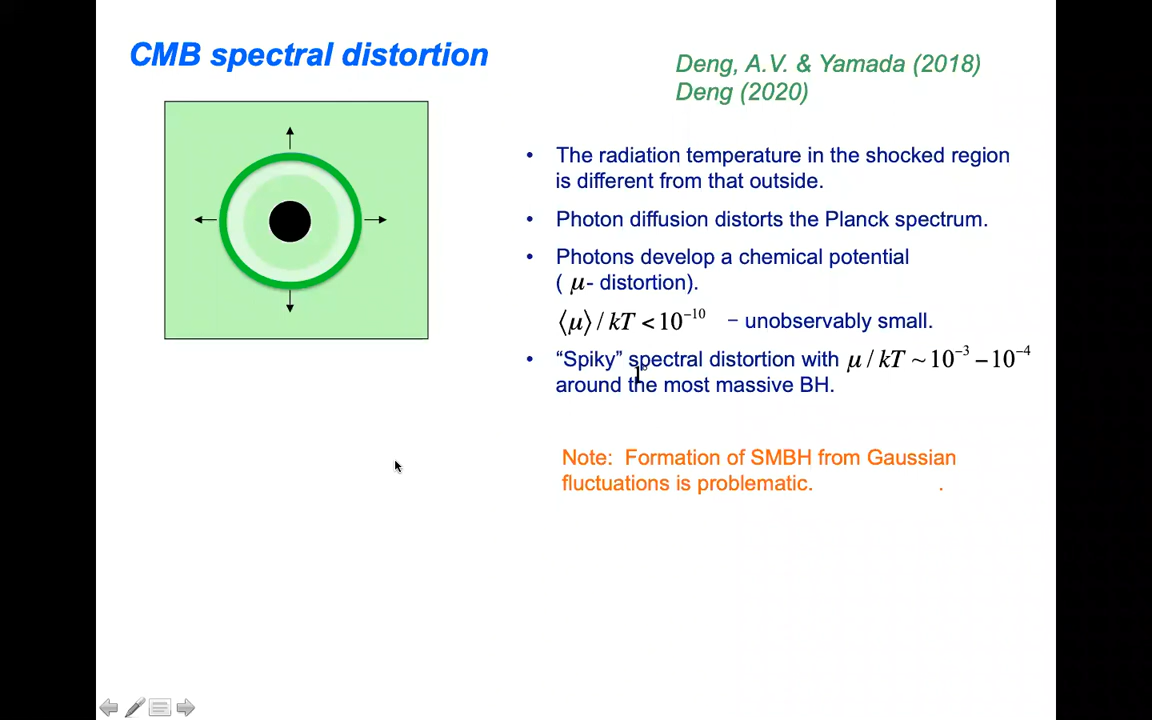 CMB spectral distortion
Deng, A.V. & Yamada (2018)
Deng (2020)
• The radiation temperature in the shocked region
is different from that outside.
• Photon diffusion distorts the Planck spectrum.
• Photons develop a chemical potential
( μ- distortion).
⟨μ⟩ / kT < 10⁻¹⁰ – unobservably small.
• “Spiky” spectral distortion with μ / kT ~ 10⁻³ – 10⁻⁴
around the most massive BH.
Note: Formation of SMBH from Gaussian
fluctuations is problematic. .